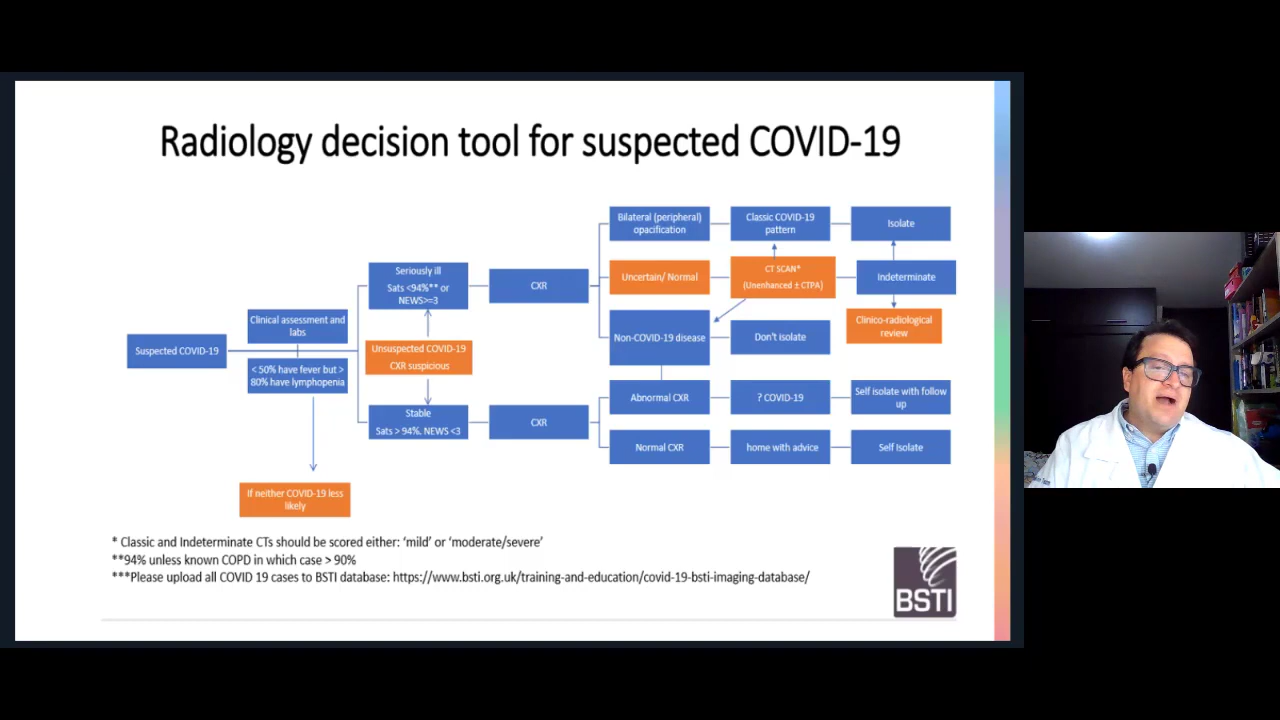 Radiology decision tool for suspected COVID-19
Suspected COVID-19
Clinical assessment and
labs
< 50% have fever but >
80% have lymphopenia
If neither COVID-19 less
likely
Seriously ill
Sats <94%** or
NEWS>=3
Unsuspected COVID-19
CXR suspicious
Stable
Sats > 94%. NEWS <3
CXR
CXR
Bilateral (peripheral)
opacification
Classic COVID-19
pattern
Isolate
Uncertain/ Normal
CT SCAN*
(Unenhanced ± CTPA)
Indeterminate
Clinico-radiological
review
Non-COVID-19 disease
Don't isolate
Abnormal CXR
? COVID-19
Self isolate with follow
up
Normal CXR
home with advice
Self Isolate
* Classic and Indeterminate CTs should be scored either: ‘mild’ or ‘moderate/severe’
**94% unless known COPD in which case > 90%
***Please upload all COVID 19 cases to BSTI database: https://www.bsti.org.uk/training-and-education/covid-19-bsti-imaging-database/
BSTI